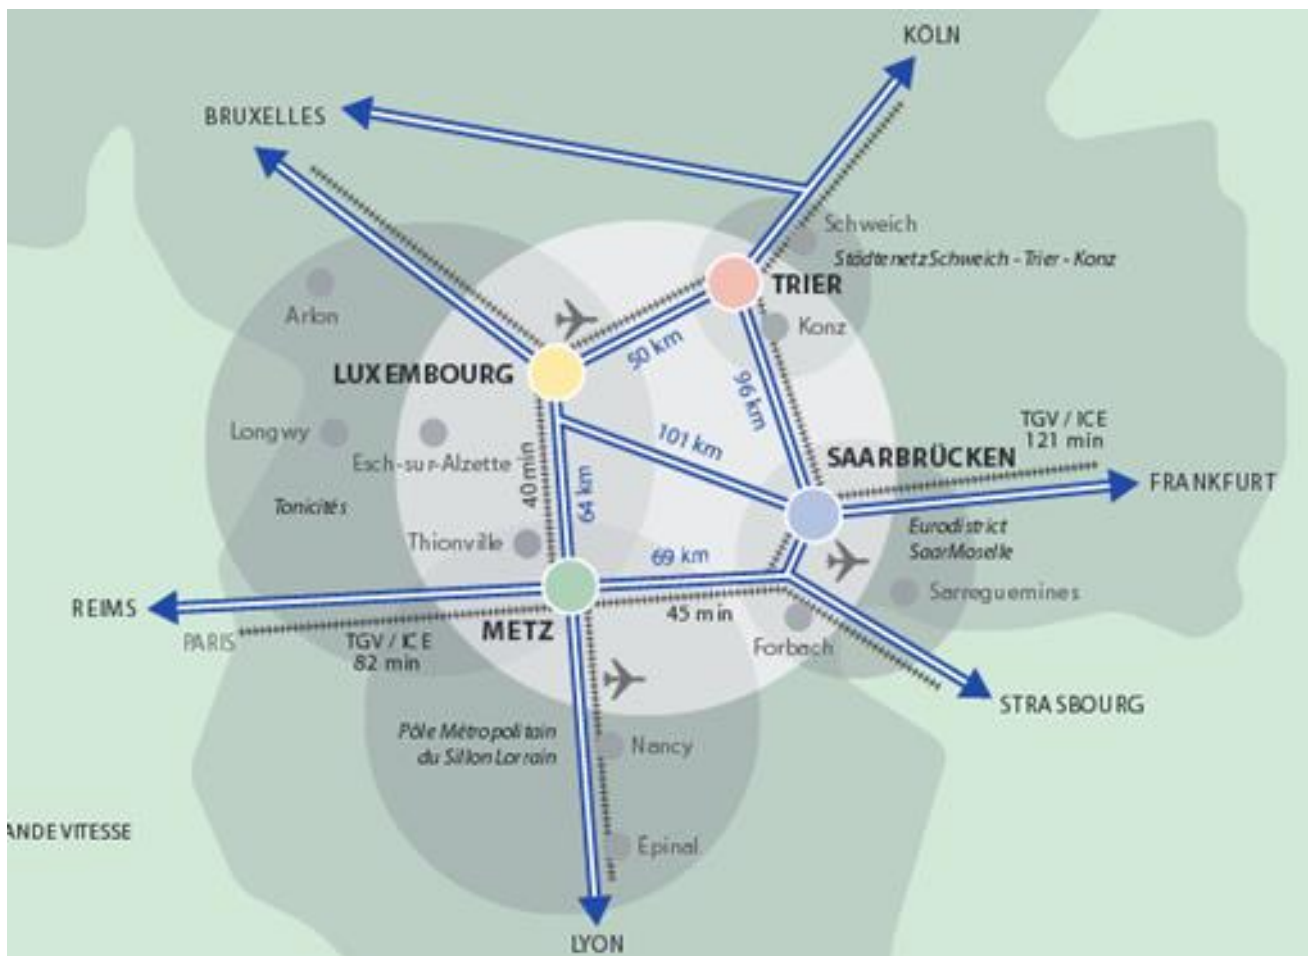 KÖLN
BRUXELLES
Schweich
StädtenetzSchweich - Trier - Konz
TRIER
Arlon
Konz
50 km
LUXEMBOURG
96 km
TGV / ICE
121 min
Longwy
101 km
Esch-sur-Alzette
SAARBRÜCKEN
FRANKFURT
40 min
64 km
Tonicités
Eurodistrict
SaarMoselle
Thionville
69 km
Sarreguemines
REIMS
45 min
PARIS
METZ
TGV / ICE
82 min
Forbach
STRASBOURG
Pôle Métropolitain
du Sillon Lorrain
Nancy
ANDE VITESSE
Epinal
LYON